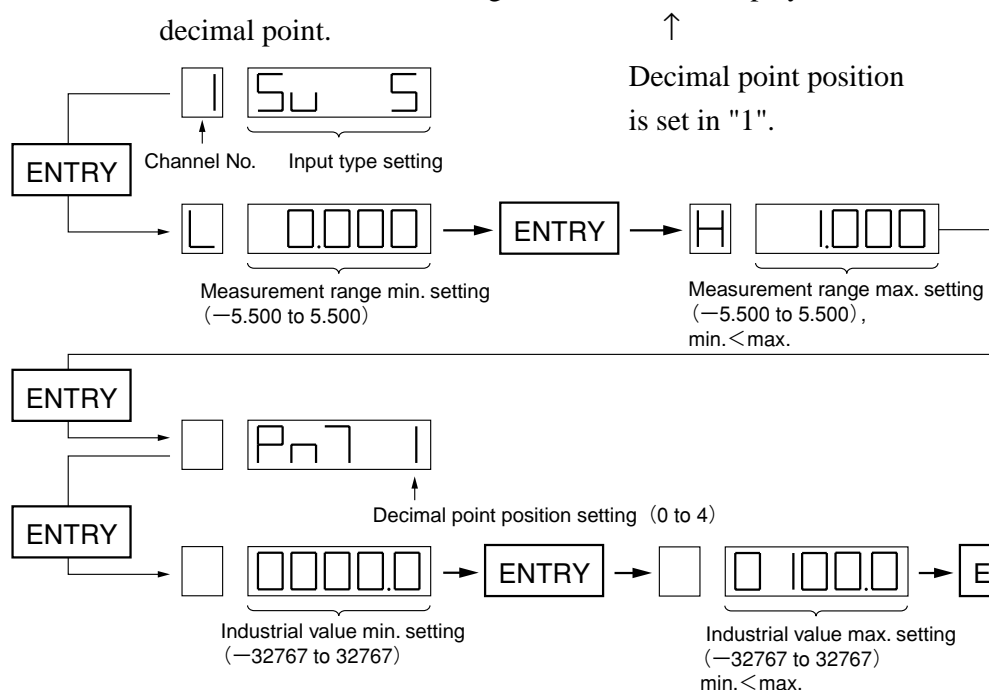 decimal point.
↑
Decimal point position
is set in "1".
1 5u 5
ENTRY
Channel No. Input type setting
L 0.000 ENTRY H 1.000
Measurement range min. setting
(−5.500 to 5.500)
Measurement range max. setting
(−5.500 to 5.500),
min.<max.
ENTRY
Pn7 1
Decimal point position setting (0 to 4)
ENTRY
0000.0 ENTRY 0100.0 E
Industrial value min. setting
(−32767 to 32767)
Industrial value max. setting
(−32767 to 32767)
min.<max.